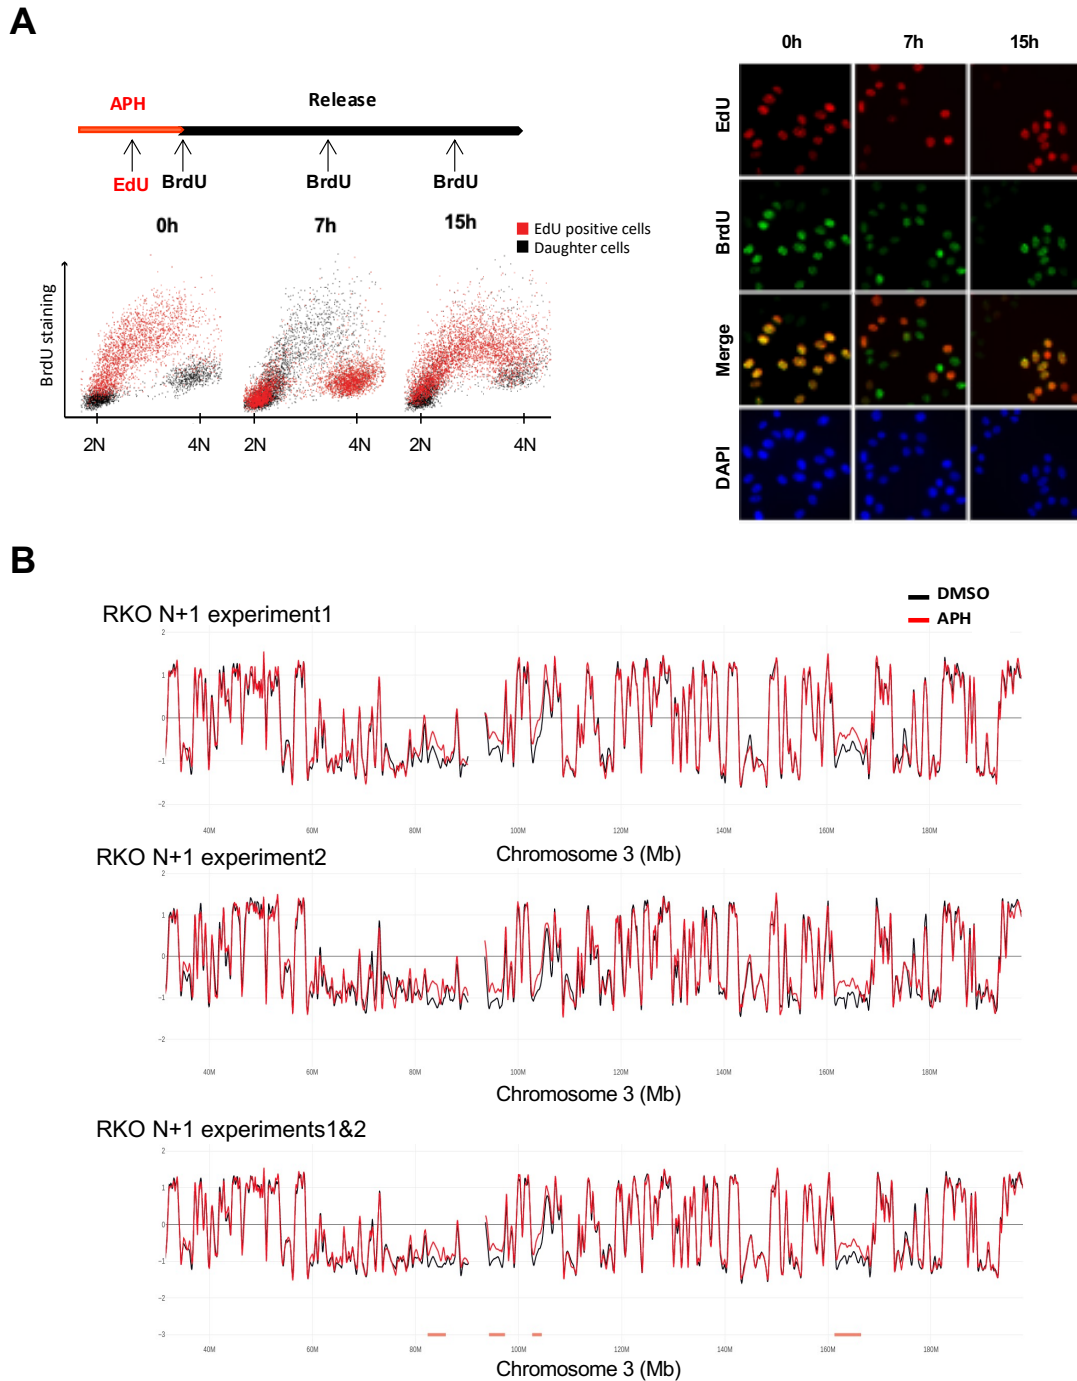 A
APH
Release
EdU
BrdU
BrdU
BrdU
0h
7h
15h
EdU positive cells
Daughter cells
BrdU staining
2N
4N
2N
4N
2N
4N
0h
7h
15h
EdU
BrdU
Merge
DAPI
B
DMSO
APH
RKO N+1 experiment1
2
1
0
−1
−2
40M
60M
80M
100M
120M
140M
160M
180M
Chromosome 3 (Mb)
RKO N+1 experiment2
2
1
0
−1
−2
40M
60M
80M
100M
120M
140M
160M
180M
Chromosome 3 (Mb)
RKO N+1 experiments1&2
2
1
0
−1
−2
−3
40M
60M
80M
100M
120M
140M
160M
180M
Chromosome 3 (Mb)